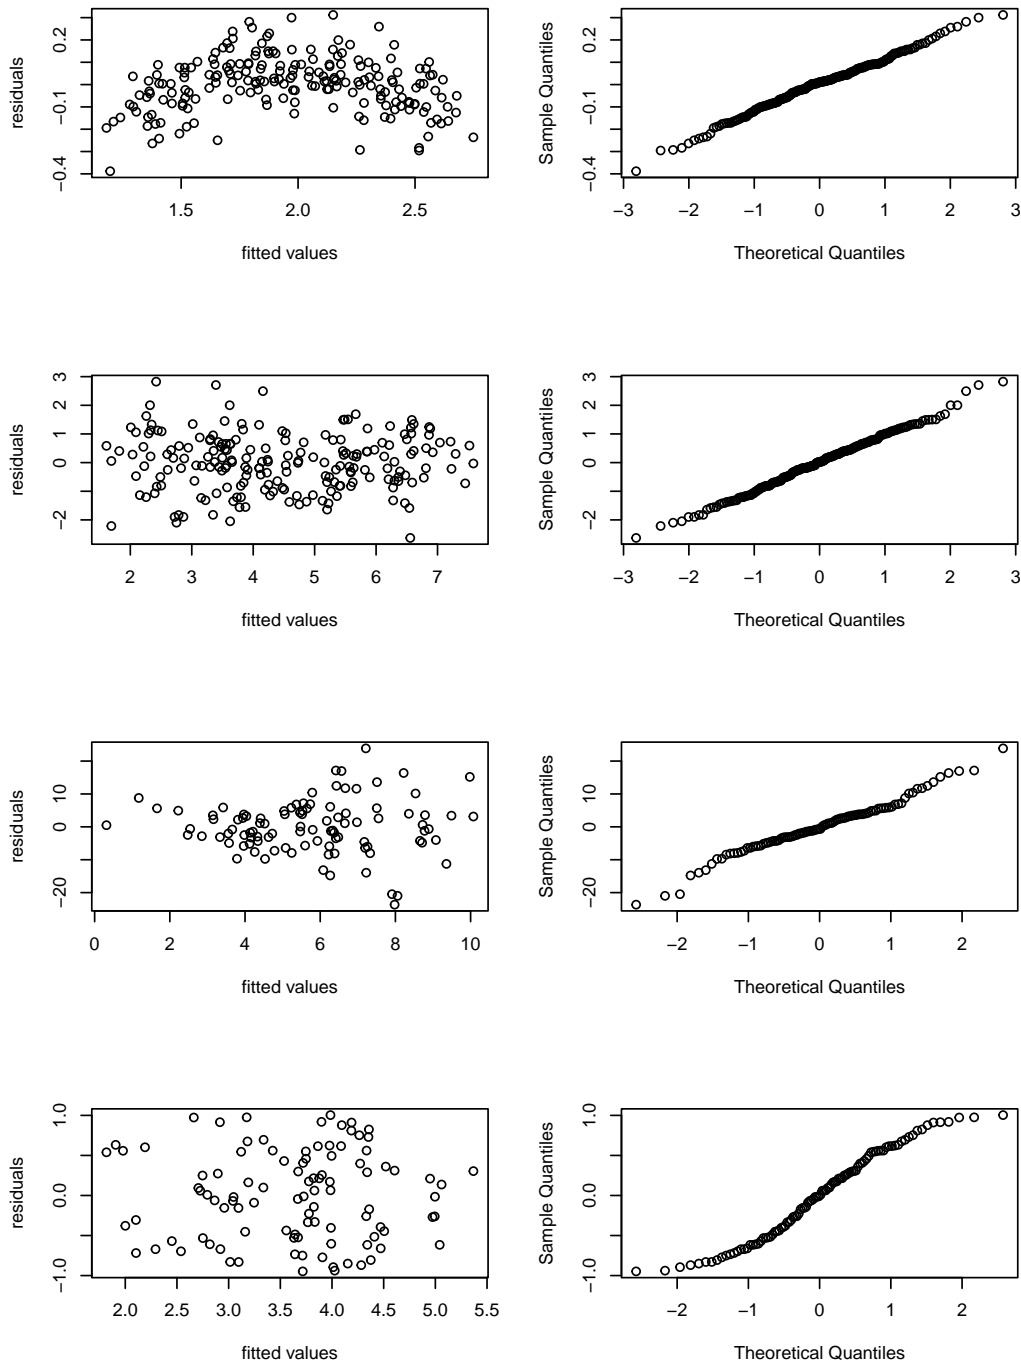 residuals
0.2
−0.1
−0.4
1.5 2.0 2.5
fitted values
Sample Quantiles
0.2
−0.1
−0.4
−3 −2 −1 0 1 2 3
Theoretical Quantiles
residuals
3
2
1
0
−2
2 3 4 5 6 7
fitted values
Sample Quantiles
3
2
1
0
−2
−3 −2 −1 0 1 2 3
Theoretical Quantiles
residuals
10
0
−20
0 2 4 6 8 10
fitted values
Sample Quantiles
10
0
−20
−2 −1 0 1 2
Theoretical Quantiles
residuals
1.0
0.0
−1.0
2.0 2.5 3.0 3.5 4.0 4.5 5.0 5.5
fitted values
Sample Quantiles
1.0
0.0
−1.0
−2 −1 0 1 2
Theoretical Quantiles